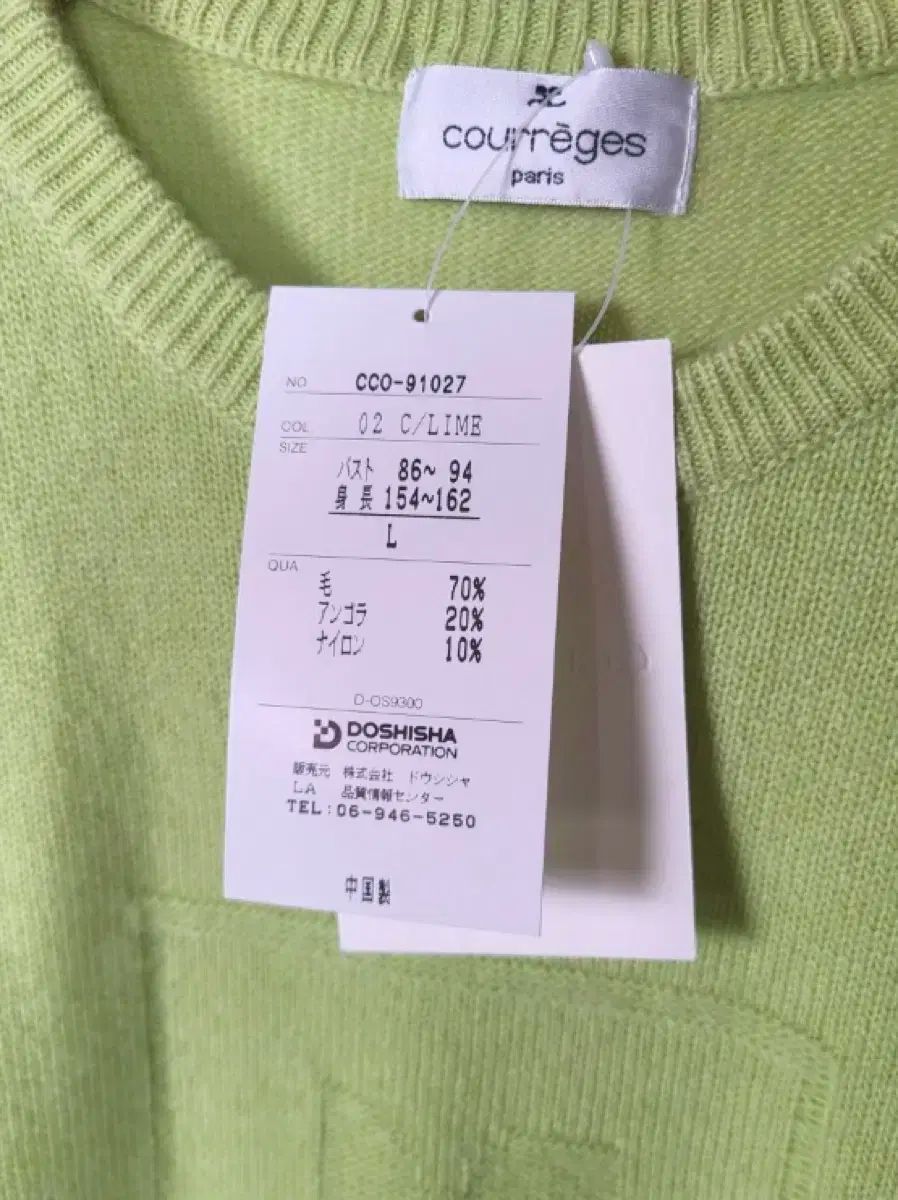 courrèges
paris
NO. CCO-91027
COL. 02 C/LIME
SIZE
バスト 86~ 94
身長 154~162
L
QUA
毛 70%
アンゴラ 20%
ナイロン 10%
D-OS9300
DOSHISHA
CORPORATION
販売元 株式会社 ドウシシャ
LA 品質情報センター
TEL:06-946-5250
中国製